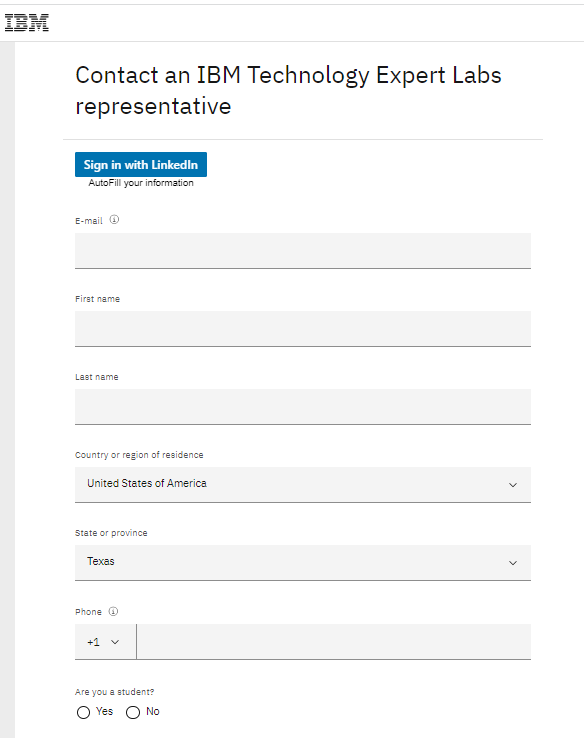 IBM
Contact an IBM Technology Expert Labs
representative
Sign in with LinkedIn
AutoFill your information
E-mail
First name
Last name
Country or region of residence
United States of America
State or province
Texas
Phone
+1
Are you a student?
Yes No